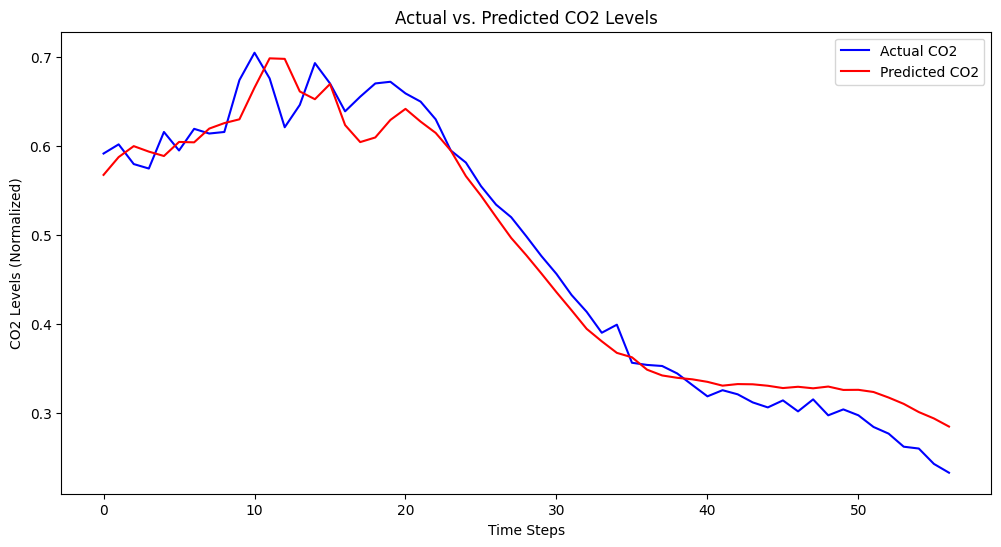 Actual vs. Predicted CO2 Levels
Actual CO2
Predicted CO2
CO2 Levels (Normalized)
0.7
0.6
0.5
0.4
0.3
0 10 20 30 40 50
Time Steps